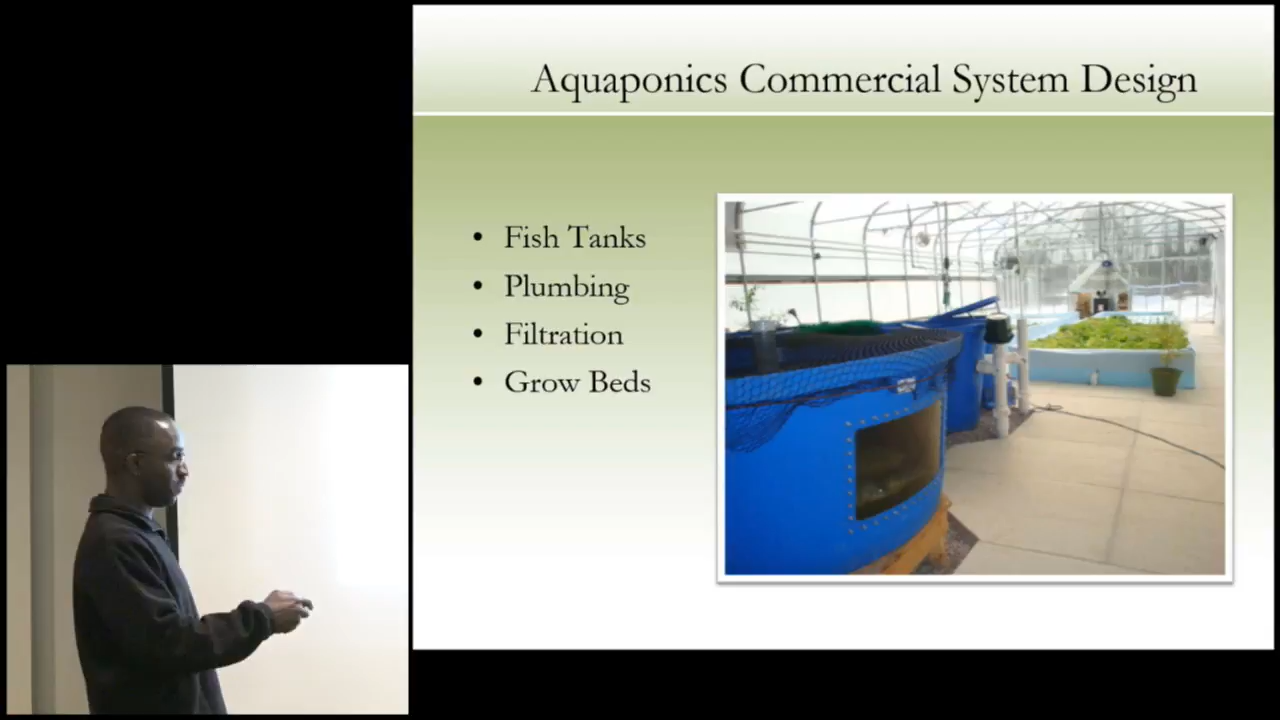 Aquaponics Commercial System Design
• Fish Tanks
• Plumbing
• Filtration
• Grow Beds